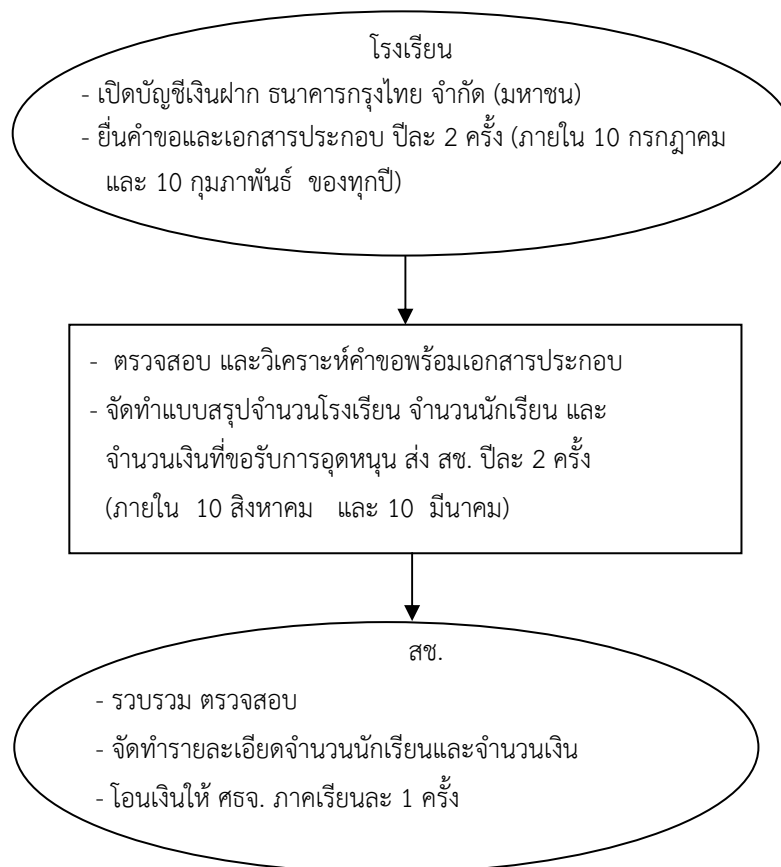 โรงเรียน
- เปิดบัญชีเงินฝาก ธนาคารกรุงไทย จำกัด (มหาชน)
- ยื่นคำขอและเอกสารประกอบ ปีละ 2 ครั้ง (ภายใน 10 กรกฎาคม
และ 10 กุมภาพันธ์ ของทุกปี)
- ตรวจสอบ และวิเคราะห์คำขอพร้อมเอกสารประกอบ
- จัดทำแบบสรุปจำนวนโรงเรียน จำนวนนักเรียน และ
จำนวนเงินที่ขอรับการอุดหนุน ส่ง สช. ปีละ 2 ครั้ง
(ภายใน 10 สิงหาคม และ 10 มีนาคม)
สช.
- รวบรวม ตรวจสอบ
- จัดทำรายละเอียดจำนวนนักเรียนและจำนวนเงิน
- โอนเงินให้ ศธจ. ภาคเรียนละ 1 ครั้ง